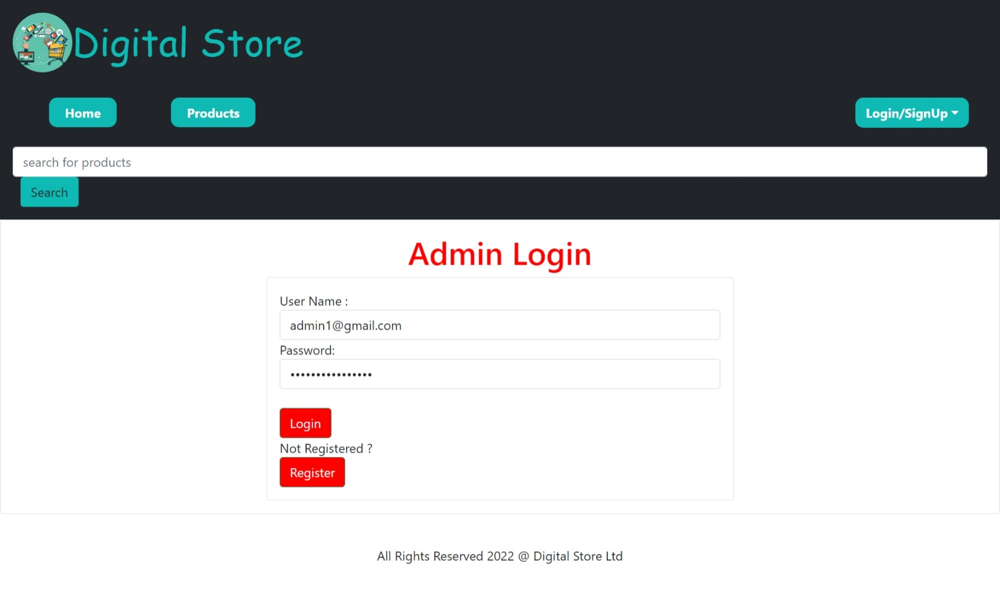 Digital Store
Home Products Login/SignUp
search for products
Search
Admin Login
User Name :
admin1@gmail.com
Password:
••••••••••••••••
Login
Not Registered ?
Register
All Rights Reserved 2022 @ Digital Store Ltd